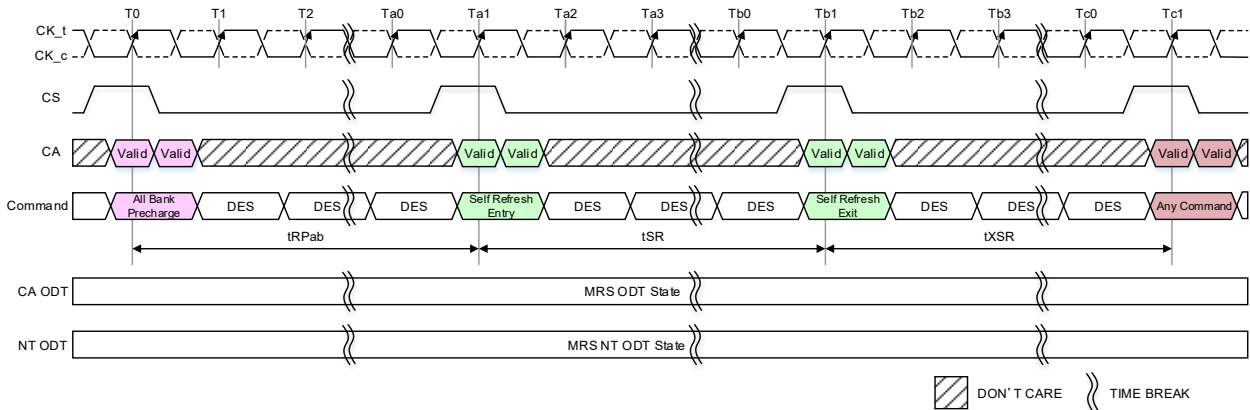 T0 T1 T2 Ta0 Ta1 Ta2 Ta3 Tb0 Tb1 Tb2 Tb3 Tc0 Tc1
CK_t
CK_c
CS
CA Valid Valid Valid Valid Valid Valid Valid Valid
Command All Bank Precharge DES DES DES Self Refresh Entry DES DES DES Self Refresh Exit DES DES DES Any Command
tRPab tSR tXSR
CA ODT MRS ODT State
NT ODT MRS NT ODT State
DON'T CARE TIME BREAK